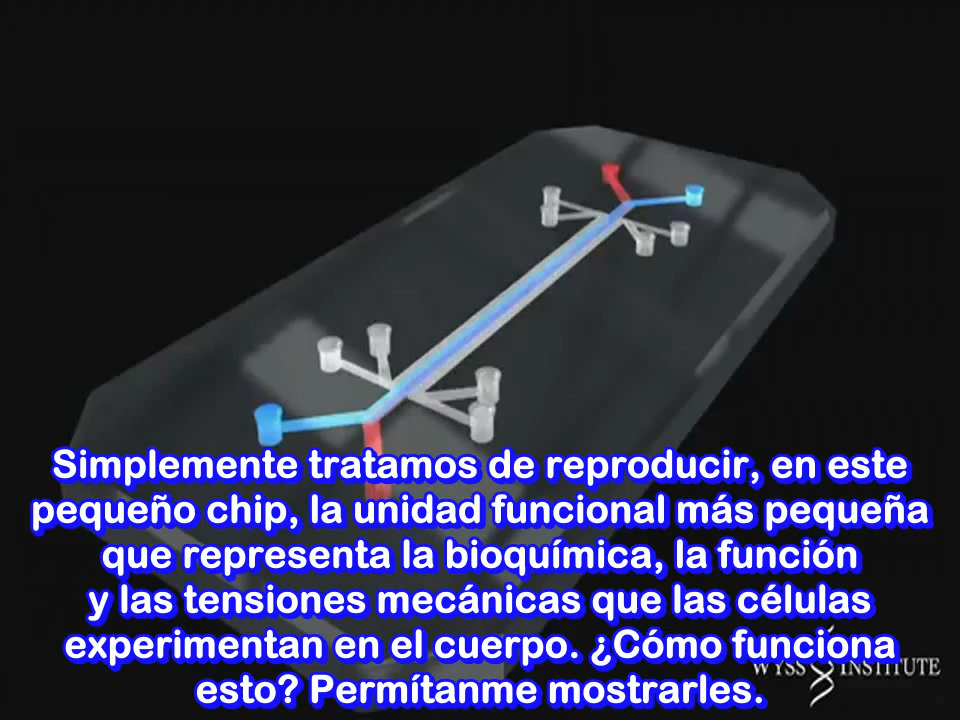 Simplemente tratamos de reproducir, en este
pequeño chip, la unidad funcional más pequeña
que representa la bioquímica, la función
y las tensiones mecánicas que las células
experimentan en el cuerpo. ¿Cómo funciona
esto? Permítanme mostrarles.
WYSS INSTITUTE